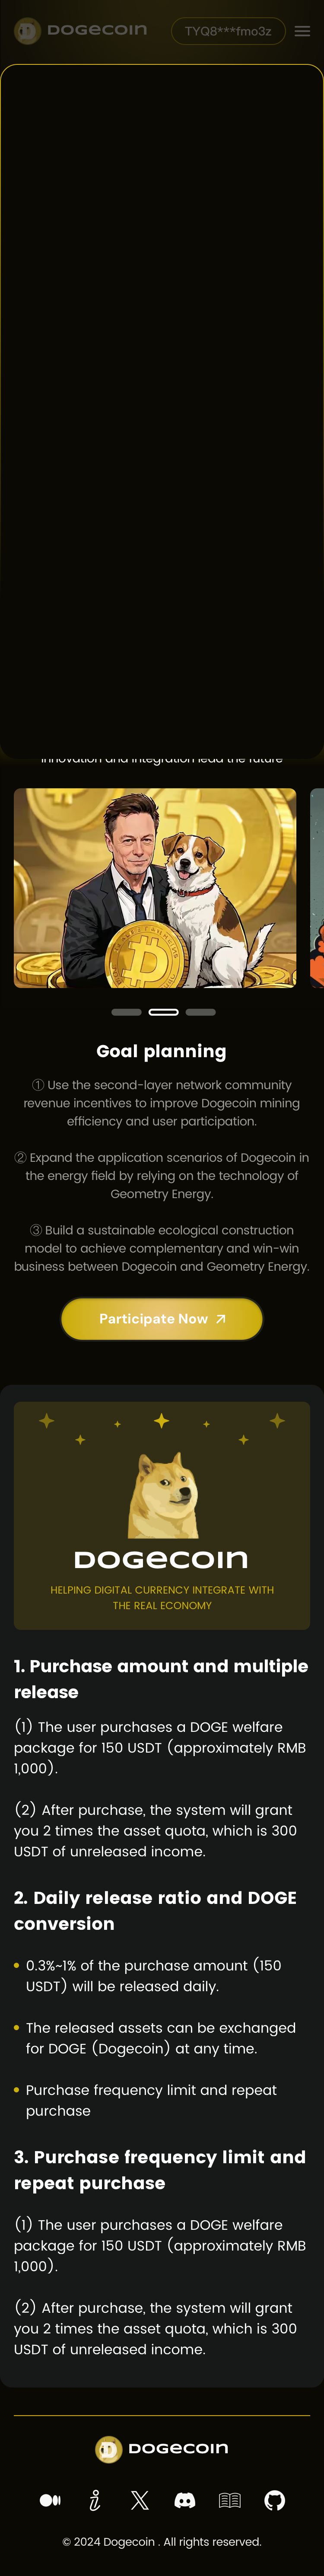 DOGECOIN
TYQ8***fmo3z
innovation and integration lead the future
Goal planning
① Use the second-layer network community
revenue incentives to improve Dogecoin mining
efficiency and user participation.
② Expand the application scenarios of Dogecoin in
the energy field by relying on the technology of
Geometry Energy.
③ Build a sustainable ecological construction
model to achieve complementary and win-win
business between Dogecoin and Geometry Energy.
Participate Now
DOGECOIN
HELPING DIGITAL CURRENCY INTEGRATE WITH
THE REAL ECONOMY
1. Purchase amount and multiple
release
(1) The user purchases a DOGE welfare
package for 150 USDT (approximately RMB
1,000).
(2) After purchase, the system will grant
you 2 times the asset quota, which is 300
USDT of unreleased income.
2. Daily release ratio and DOGE
conversion
0.3%~1% of the purchase amount (150
USDT) will be released daily.
The released assets can be exchanged
for DOGE (Dogecoin) at any time.
Purchase frequency limit and repeat
purchase
3. Purchase frequency limit and
repeat purchase
(1) The user purchases a DOGE welfare
package for 150 USDT (approximately RMB
1,000).
(2) After purchase, the system will grant
you 2 times the asset quota, which is 300
USDT of unreleased income.
DOGECOIN
© 2024 Dogecoin . All rights reserved.